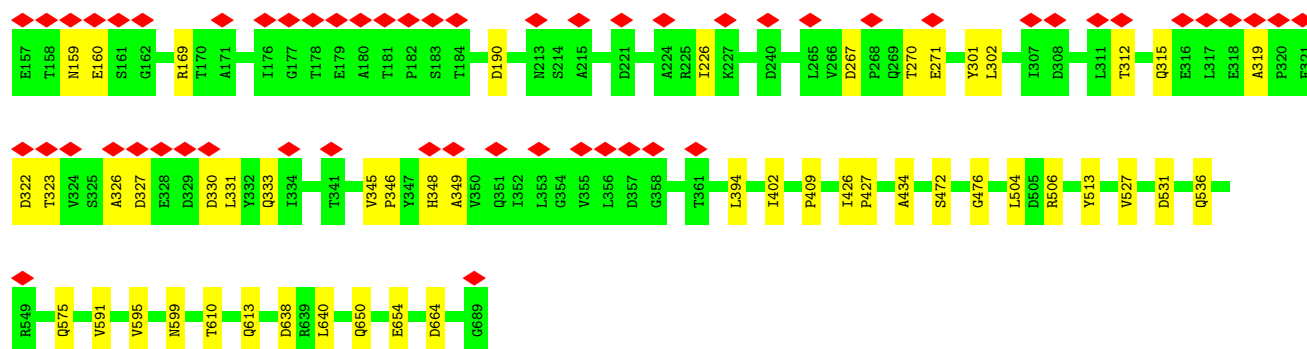 E157 T158 N159 E160 S161 G162 R169 T170 A171 I176 G177 T178 E179 A180 T181 P182 S183 T184 D190 N213 S214 A215 D221 A224 R225 I226 K227 D240 L265 V266 D267 P268 Q269 T270 E271 Y301 L302 I307 D308 L311 T312 Q315 E316 L317 E318 A319 P320 E321
D322 T323 V324 S325 A326 D327 E328 D329 D330 L331 Y332 Q333 I334 T341 V345 P346 Y347 H348 A349 V350 Q351 I352 L353 G354 V355 L356 D357 G358 T361 L394 I402 P409 I426 P427 A434 S472 G476 L504 D505 R506 Y513 V527 D531 Q536
R549 Q575 V591 V595 N599 T610 Q613 D638 R639 L640 Q650 E654 D664 G689